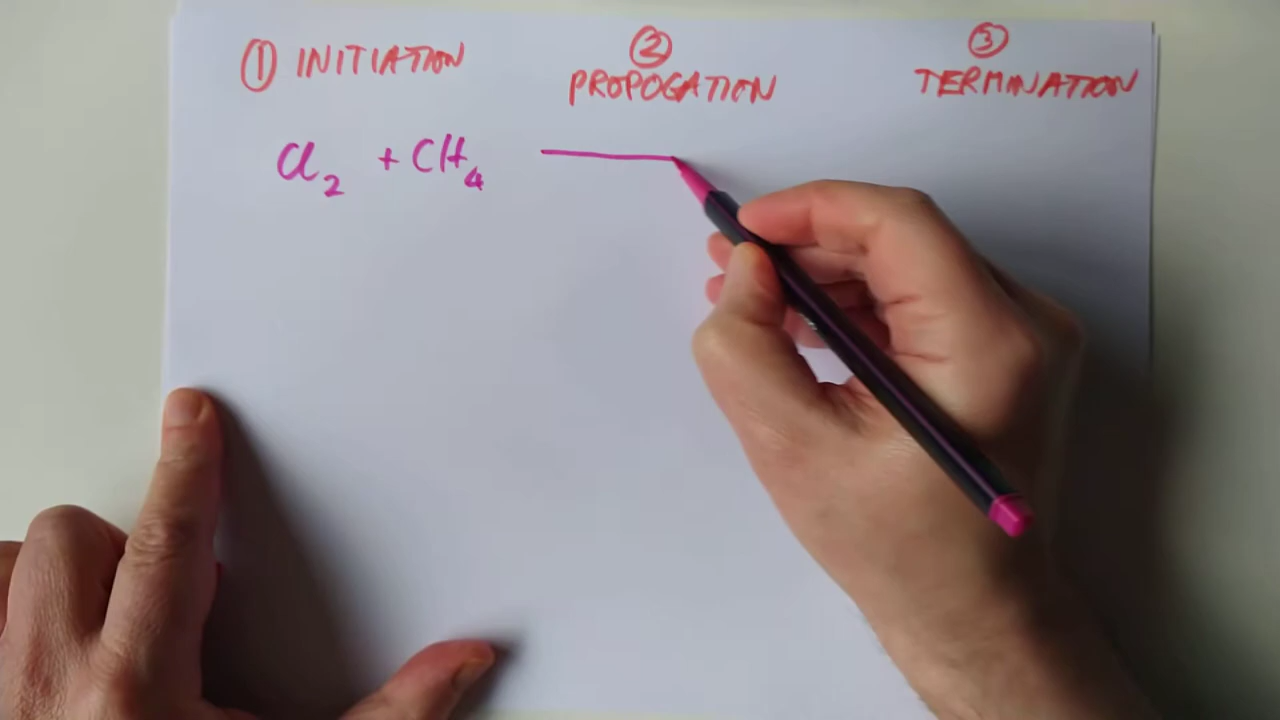 ① INITIATION
② PROPOGATION
③ TERMINATION
Cl₂ + CH₄